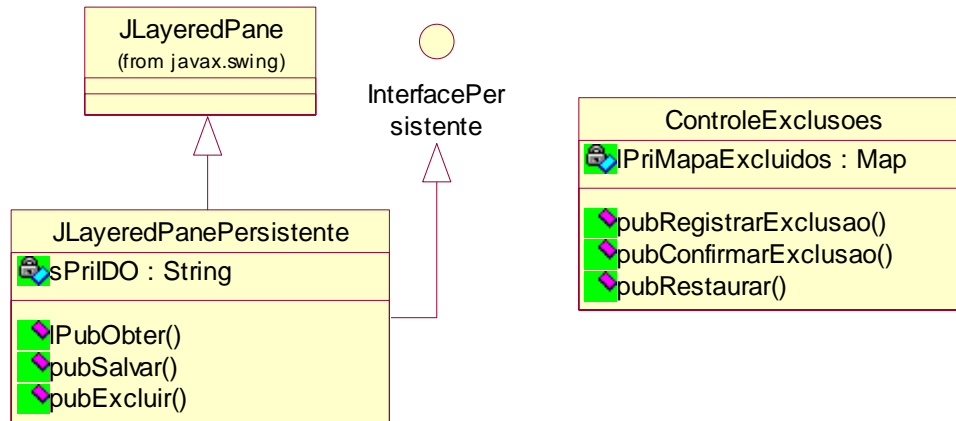 JLayeredPane
(from javax.swing)
InterfacePer
sistente
ControleExclusoes
lPriMapaExcluidos : Map
pubRegistrarExclusao()
pubConfirmarExclusao()
pubRestaurar()
JLayeredPanePersistente
sPriIDO : String
lPubObter()
pubSalvar()
pubExcluir()